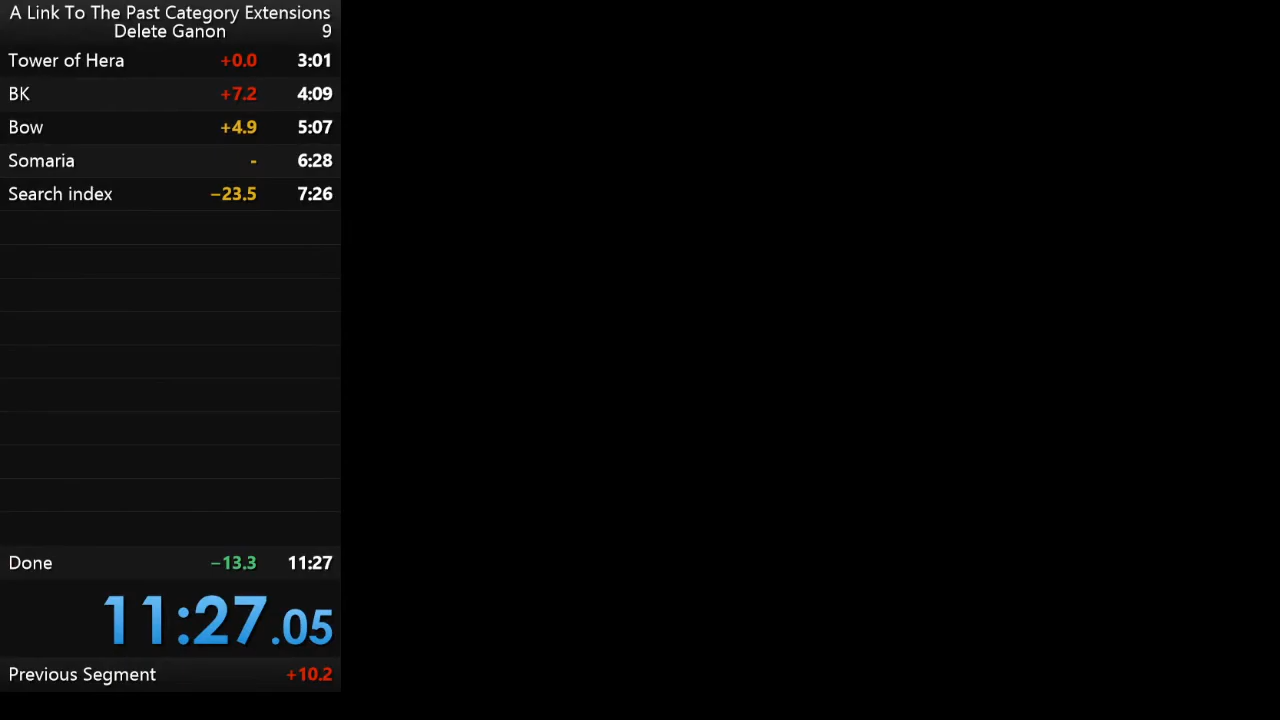 A Link To The Past Category Extensions
Delete Ganon 9
Tower of Hera +0.0 3:01
BK +7.2 4:09
Bow +4.9 5:07
Somaria - 6:28
Search index −23.5 7:26
Done −13.3 11:27
11:27.05
Previous Segment +10.2